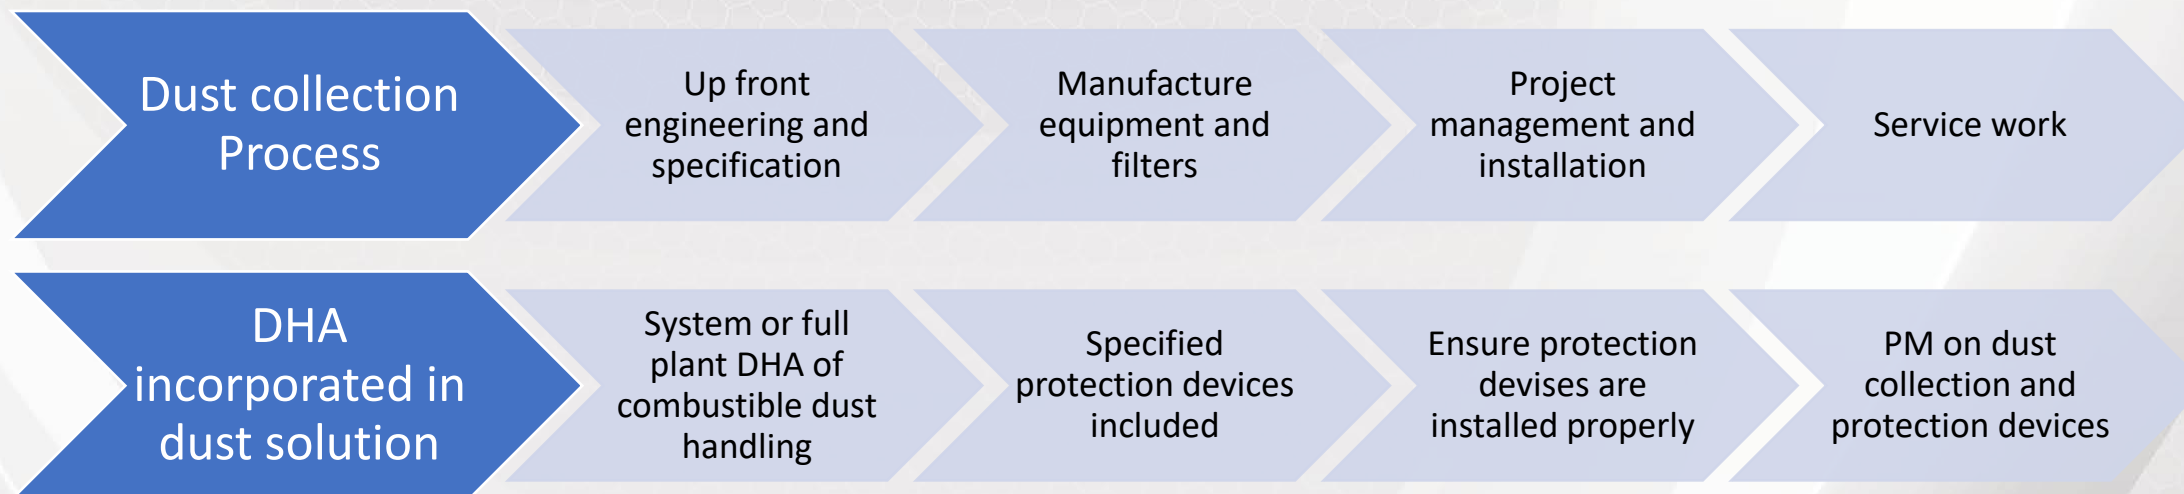 Dust collection
Process
Up front
engineering and
specification
Manufacture
equipment and
filters
Project
management and
installation
Service work
DHA
incorporated in
dust solution
System or full
plant DHA of
combustible dust
handling
Specified
protection devices
included
Ensure protection
devises are
installed properly
PM on dust
collection and
protection devices